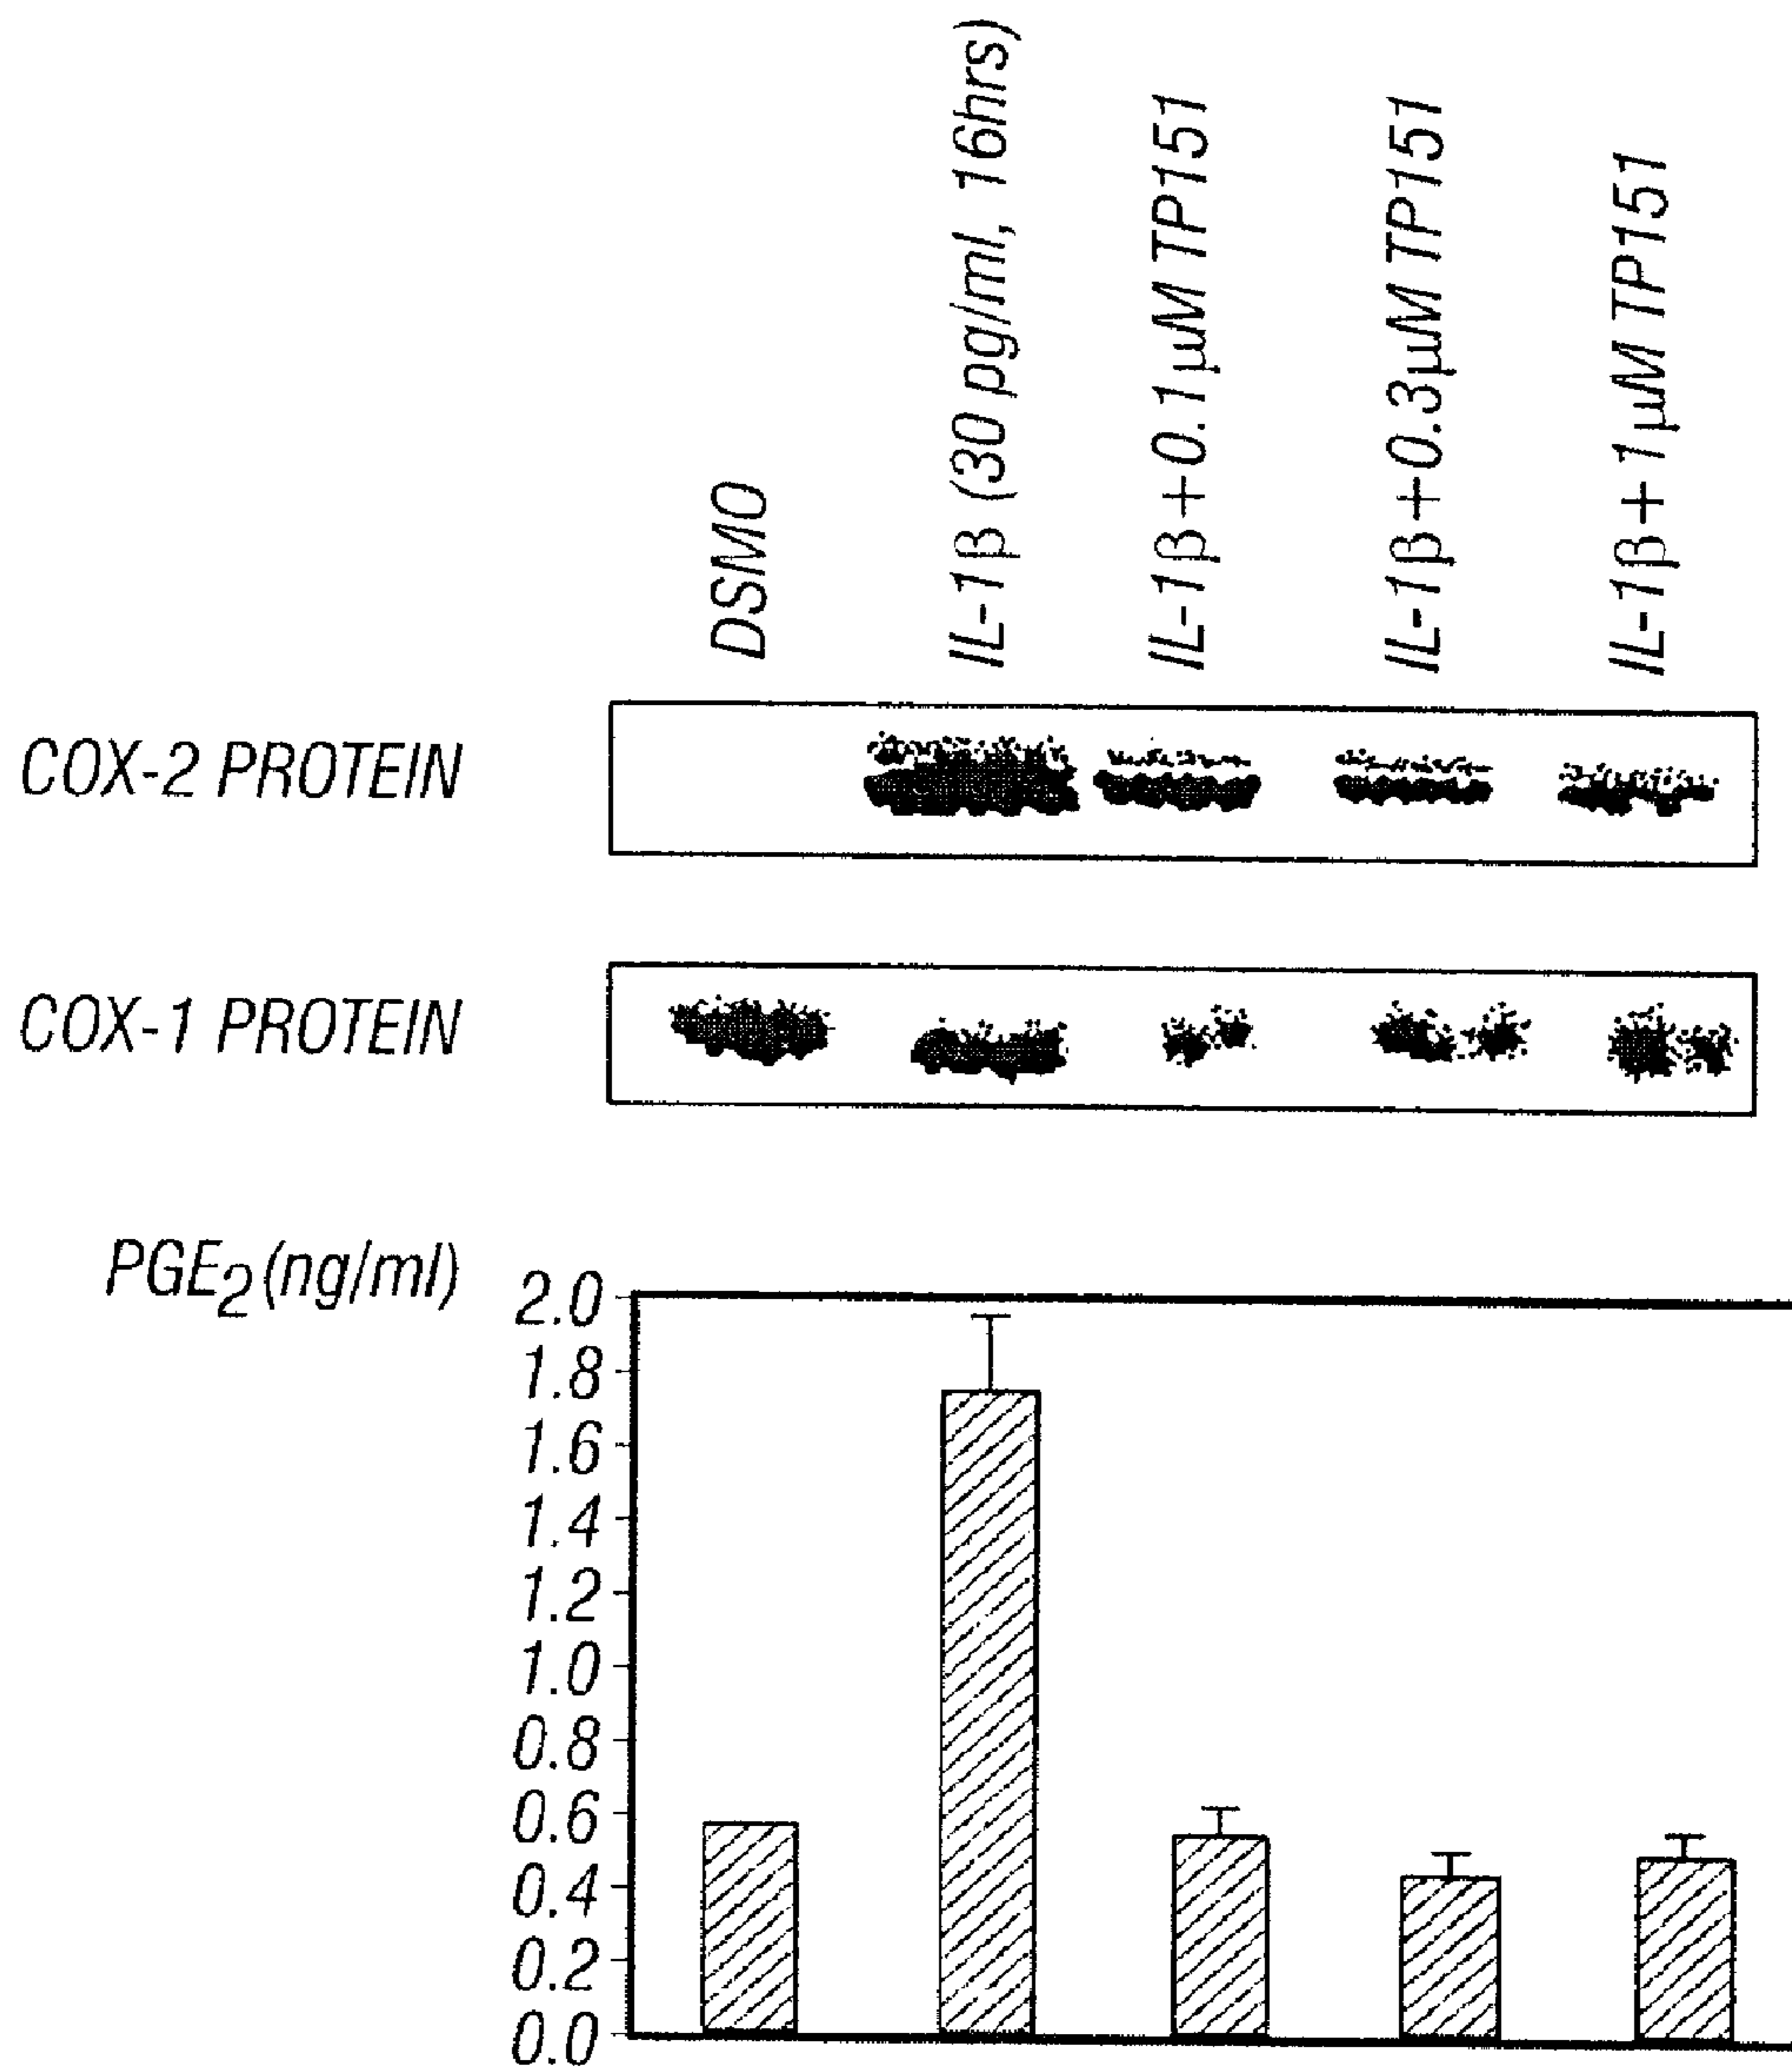 DSMO
IL-1β (30 pg/ml, 16hrs)
IL-1β+0.1μM TP151
IL-1β+0.3μM TP151
IL-1β+1μM TP151
COX-2 PROTEIN
COX-1 PROTEIN
PGE2 (ng/ml)
2.0
1.8
1.6
1.4
1.2
1.0
0.8
0.6
0.4
0.2
0.0